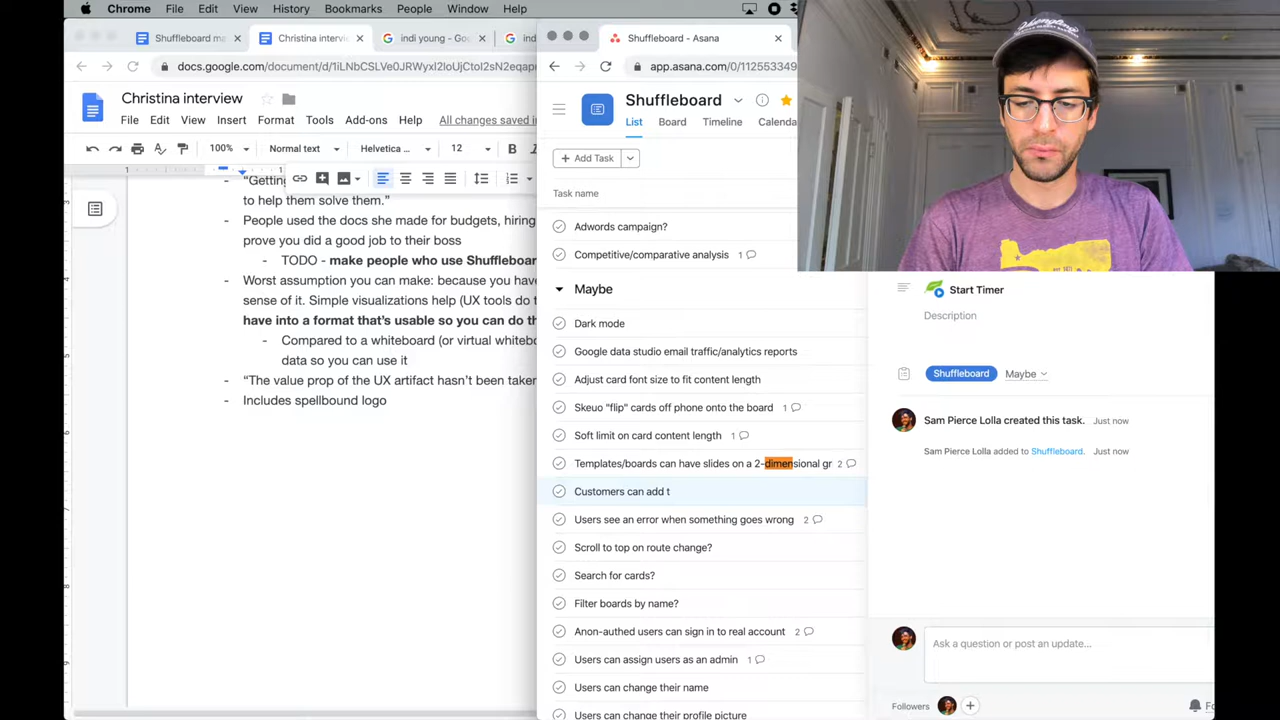 Chrome File Edit View History Bookmarks People Window Help
Shuffleboard ma
Christina interview
indi young - Goo
ind
Shuffleboard - Asana
docs.google.com/document/d/1iLNbCSLVe0JRWyx
app.asana.com/0/112553349
Christina interview
File Edit View Insert Format Tools Add-ons Help
All changes saved i
100% Normal text Helvetica ... 12 B
"Getting
to help them solve them."
- People used the docs she made for budgets, hiring
prove you did a good job to their boss
- TODO - make people who use Shuffleboar
- Worst assumption you can make: because you have
sense of it. Simple visualizations help (UX tools do t
have into a format that's usable so you can do th
- Compared to a whiteboard (or virtual whitebo
data so you can use it
- "The value prop of the UX artifact hasn't been taken
- Includes spellbound logo
Shuffleboard
List Board Timeline Calenda
+ Add Task
Task name
Adwords campaign?
Competitive/comparative analysis 1
Maybe
Dark mode
Google data studio email traffic/analytics reports
Adjust card font size to fit content length
Skeuo "flip" cards off phone onto the board 1
Soft limit on card content length 1
Templates/boards can have slides on a 2-dimensional gr 2
Customers can add t
Users see an error when something goes wrong 2
Scroll to top on route change?
Search for cards?
Filter boards by name?
Anon-authed users can sign in to real account 2
Users can assign users as an admin 1
Users can change their name
Users can change their profile picture
Start Timer
Description
Shuffleboard Maybe
Sam Pierce Lolla created this task. Just now
Sam Pierce Lolla added to Shuffleboard. Just now
Ask a question or post an update...
Followers
OREGON